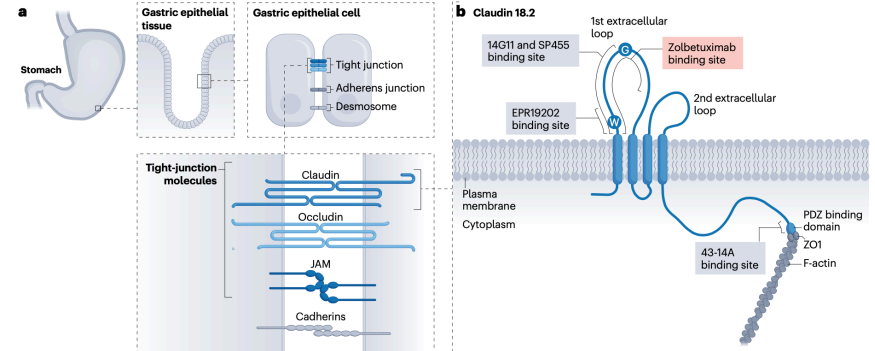 a
Gastric epithelial
tissue
Gastric epithelial cell
Stomach
Tight junction
Adherens junction
Desmosome
Tight-junction
molecules
Claudin
Occludin
JAM
Cadherins
b Claudin 18.2
1st extracellular
loop
14G11 and SP455
binding site
G
Zolbetuximab
binding site
2nd extracellular
loop
EPR19202
binding site
W
Plasma
membrane
Cytoplasm
PDZ binding
domain
43-14A
binding site
ZO1
F-actin